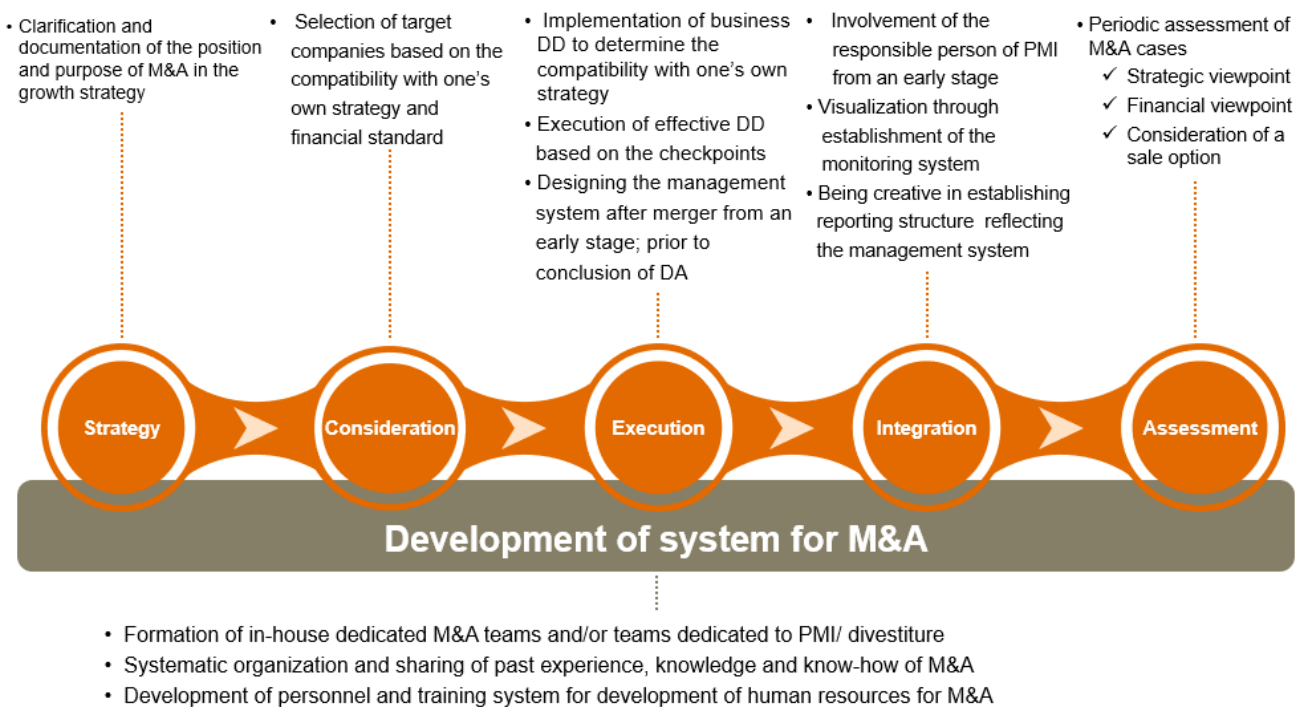 • Clarification and
documentation of the position
and purpose of M&A in the
growth strategy
• Selection of target
companies based on the
compatibility with one's
own strategy and
financial standard
• Implementation of business
DD to determine the
compatibility with one's own
strategy
• Execution of effective DD
based on the checkpoints
• Designing the management
system after merger from an
early stage; prior to
conclusion of DA
• Involvement of the
responsible person of PMI
from an early stage
• Visualization through
establishment of the
monitoring system
• Being creative in establishing
reporting structure reflecting
the management system
• Periodic assessment of
M&A cases
✓ Strategic viewpoint
✓ Financial viewpoint
✓ Consideration of a
sale option
Strategy
Consideration
Execution
Integration
Assessment
Development of system for M&A
• Formation of in-house dedicated M&A teams and/or teams dedicated to PMI/ divestiture
• Systematic organization and sharing of past experience, knowledge and know-how of M&A
• Development of personnel and training system for development of human resources for M&A